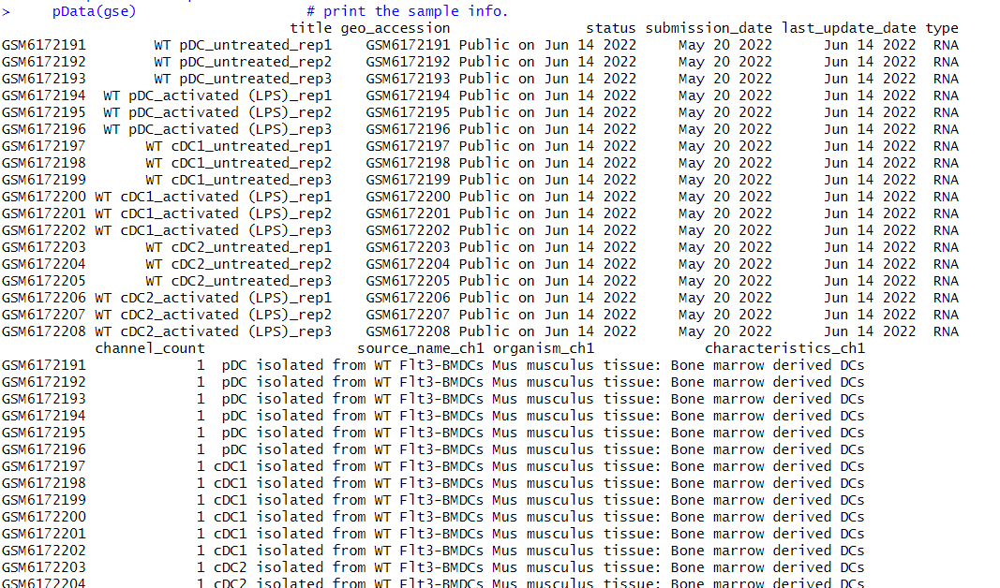 >     pData(gse)                    # print the sample info.
                                  title geo_accession                status submission_date last_update_date type
GSM6172191        WT pDC_untreated_rep1    GSM6172191 Public on Jun 14 2022     May 20 2022      Jun 14 2022  RNA
GSM6172192        WT pDC_untreated_rep2    GSM6172192 Public on Jun 14 2022     May 20 2022      Jun 14 2022  RNA
GSM6172193        WT pDC_untreated_rep3    GSM6172193 Public on Jun 14 2022     May 20 2022      Jun 14 2022  RNA
GSM6172194  WT pDC_activated (LPS)_rep1    GSM6172194 Public on Jun 14 2022     May 20 2022      Jun 14 2022  RNA
GSM6172195  WT pDC_activated (LPS)_rep2    GSM6172195 Public on Jun 14 2022     May 20 2022      Jun 14 2022  RNA
GSM6172196  WT pDC_activated (LPS)_rep3    GSM6172196 Public on Jun 14 2022     May 20 2022      Jun 14 2022  RNA
GSM6172197       WT cDC1_untreated_rep1    GSM6172197 Public on Jun 14 2022     May 20 2022      Jun 14 2022  RNA
GSM6172198       WT cDC1_untreated_rep2    GSM6172198 Public on Jun 14 2022     May 20 2022      Jun 14 2022  RNA
GSM6172199       WT cDC1_untreated_rep3    GSM6172199 Public on Jun 14 2022     May 20 2022      Jun 14 2022  RNA
GSM6172200 WT cDC1_activated (LPS)_rep1    GSM6172200 Public on Jun 14 2022     May 20 2022      Jun 14 2022  RNA
GSM6172201 WT cDC1_activated (LPS)_rep2    GSM6172201 Public on Jun 14 2022     May 20 2022      Jun 14 2022  RNA
GSM6172202 WT cDC1_activated (LPS)_rep3    GSM6172202 Public on Jun 14 2022     May 20 2022      Jun 14 2022  RNA
GSM6172203       WT cDC2_untreated_rep1    GSM6172203 Public on Jun 14 2022     May 20 2022      Jun 14 2022  RNA
GSM6172204       WT cDC2_untreated_rep2    GSM6172204 Public on Jun 14 2022     May 20 2022      Jun 14 2022  RNA
GSM6172205       WT cDC2_untreated_rep3    GSM6172205 Public on Jun 14 2022     May 20 2022      Jun 14 2022  RNA
GSM6172206 WT cDC2_activated (LPS)_rep1    GSM6172206 Public on Jun 14 2022     May 20 2022      Jun 14 2022  RNA
GSM6172207 WT cDC2_activated (LPS)_rep2    GSM6172207 Public on Jun 14 2022     May 20 2022      Jun 14 2022  RNA
GSM6172208 WT cDC2_activated (LPS)_rep3    GSM6172208 Public on Jun 14 2022     May 20 2022      Jun 14 2022  RNA
           channel_count                  source_name_ch1 organism_ch1             characteristics_ch1
GSM6172191             1  pDC isolated from WT Flt3-BMDCs Mus musculus tissue: Bone marrow derived DCs
GSM6172192             1  pDC isolated from WT Flt3-BMDCs Mus musculus tissue: Bone marrow derived DCs
GSM6172193             1  pDC isolated from WT Flt3-BMDCs Mus musculus tissue: Bone marrow derived DCs
GSM6172194             1  pDC isolated from WT Flt3-BMDCs Mus musculus tissue: Bone marrow derived DCs
GSM6172195             1  pDC isolated from WT Flt3-BMDCs Mus musculus tissue: Bone marrow derived DCs
GSM6172196             1  pDC isolated from WT Flt3-BMDCs Mus musculus tissue: Bone marrow derived DCs
GSM6172197             1 cDC1 isolated from WT Flt3-BMDCs Mus musculus tissue: Bone marrow derived DCs
GSM6172198             1 cDC1 isolated from WT Flt3-BMDCs Mus musculus tissue: Bone marrow derived DCs
GSM6172199             1 cDC1 isolated from WT Flt3-BMDCs Mus musculus tissue: Bone marrow derived DCs
GSM6172200             1 cDC1 isolated from WT Flt3-BMDCs Mus musculus tissue: Bone marrow derived DCs
GSM6172201             1 cDC1 isolated from WT Flt3-BMDCs Mus musculus tissue: Bone marrow derived DCs
GSM6172202             1 cDC1 isolated from WT Flt3-BMDCs Mus musculus tissue: Bone marrow derived DCs
GSM6172203             1 cDC2 isolated from WT Flt3-BMDCs Mus musculus tissue: Bone marrow derived DCs
GSM6172204             1 cDC2 isolated from WT Flt3-BMDCs Mus musculus tissue: Bone marrow derived DCs